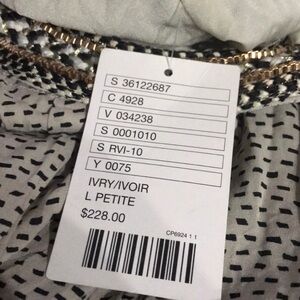 S 36122687
C 4928
V 034238
S 0001010
S RVI-10
Y 0075
IVRY/IVOIR
L PETITE
$228.00
CP6924 1 1